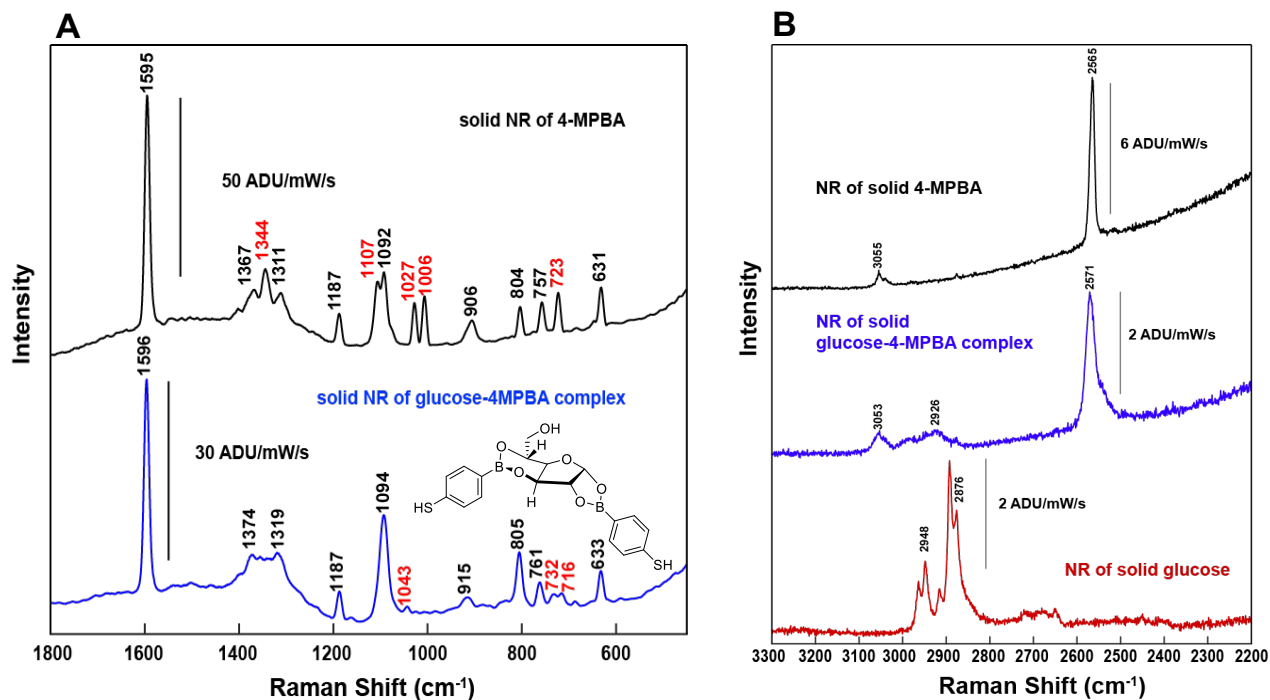 A
1595
solid NR of 4-MPBA
50 ADU/mW/s
1367
1344
1311
1187
1107
1092
1027
1006
906
804
757
723
631
1596
solid NR of glucose-4MPBA complex
30 ADU/mW/s
1374
1319
1187
1094
1043
915
805
761
732
716
633
OH
H
O
O
O
B
O
H
O
O
B
HS
SH
Intensity
1800
1600
1400
1200
1000
800
600
Raman Shift (cm-1)
B
2565
6 ADU/mW/s
NR of solid 4-MPBA
3055
2571
NR of solid
glucose-4-MPBA complex
2 ADU/mW/s
3053
2926
2948
2876
2 ADU/mW/s
NR of solid glucose
Intensity
3300
3200
3100
3000
2900
2800
2700
2600
2500
2400
2300
2200
Raman Shift (cm-1)